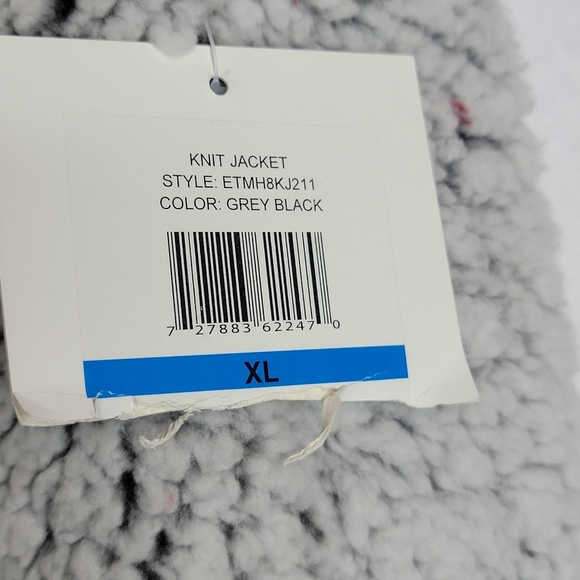 KNIT JACKET
STYLE: ETMH8KJ211
COLOR: GREY BLACK
7 27883 62247 0
XL